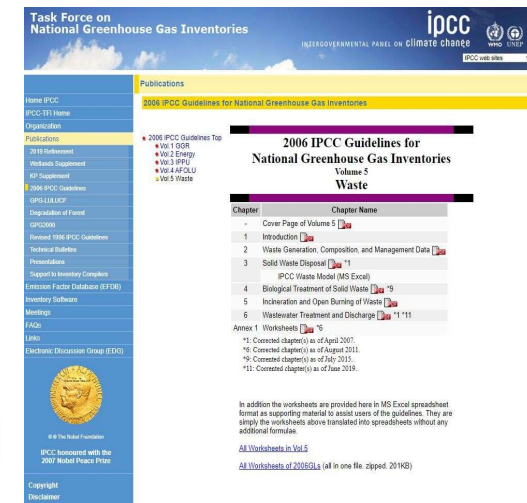 Task Force on
National Greenhouse Gas Inventories
ipcc
INTERGOVERNMENTAL PANEL ON climate change
WHO UNEP
IPCC web sites
Publications
2006 IPCC Guidelines for National Greenhouse Gas Inventories
Home IPCC
IPCC-TFI Home
Organization
Publications
2019 Refinement
Wetlands Supplement
KP Supplement
2006 IPCC Guidelines
GPG-LULUCF
Degradation of Forest
GPG2000
Revised 1996 IPCC Guidelines
Technical Bulletins
Presentations
Support to Inventory Compilers
Emission Factor Database (EFDB)
Inventory Software
Meetings
FAQs
Links
Electronic Discussion Group (EDG)
© ® The Nobel Foundation
IPCC honoured with the
2007 Nobel Peace Prize
Copyright
Disclaimer
2006 IPCC Guidelines Top
Vol.1 GGR
Vol.2 Energy
Vol.3 IPPU
Vol.4 AFOLU
Vol.5 Waste
2006 IPCC Guidelines for
National Greenhouse Gas Inventories
Volume 5
Waste
Chapter Chapter Name
- Cover Page of Volume 5
1 Introduction
2 Waste Generation, Composition, and Management Data
3 Solid Waste Disposal *1
IPCC Waste Model (MS Excel)
4 Biological Treatment of Solid Waste *9
5 Incineration and Open Burning of Waste
6 Wastewater Treatment and Discharge *1 *11
Annex 1 Worksheets *6
*1: Corrected chapter(s) as of April 2007.
*6: Corrected chapter(s) as of August 2011.
*9: Corrected chapter(s) as of July 2015.
*11: Corrected chapter(s) as of June 2019.
In addition the worksheets are provided here in MS Excel spreadsheet
format as supporting material to assist users of the guidelines. They are
simply the worksheets above translated into spreadsheets without any
additional formulae.
All Worksheets in Vol.5
All Worksheets of 2006GLs (all in one file. zipped. 201KB)